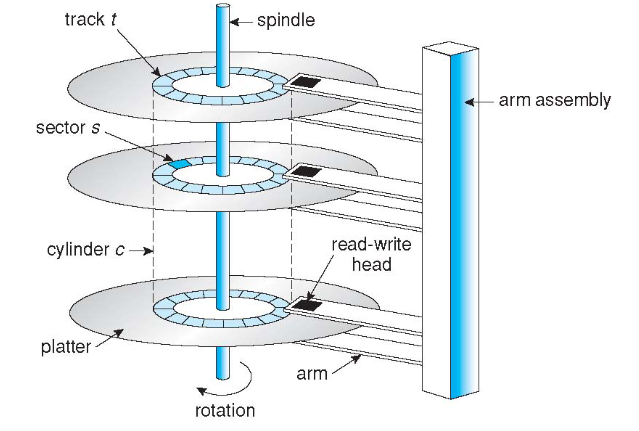 track t
spindle
arm assembly
sector s
cylinder c
read-write
head
platter
arm
rotation